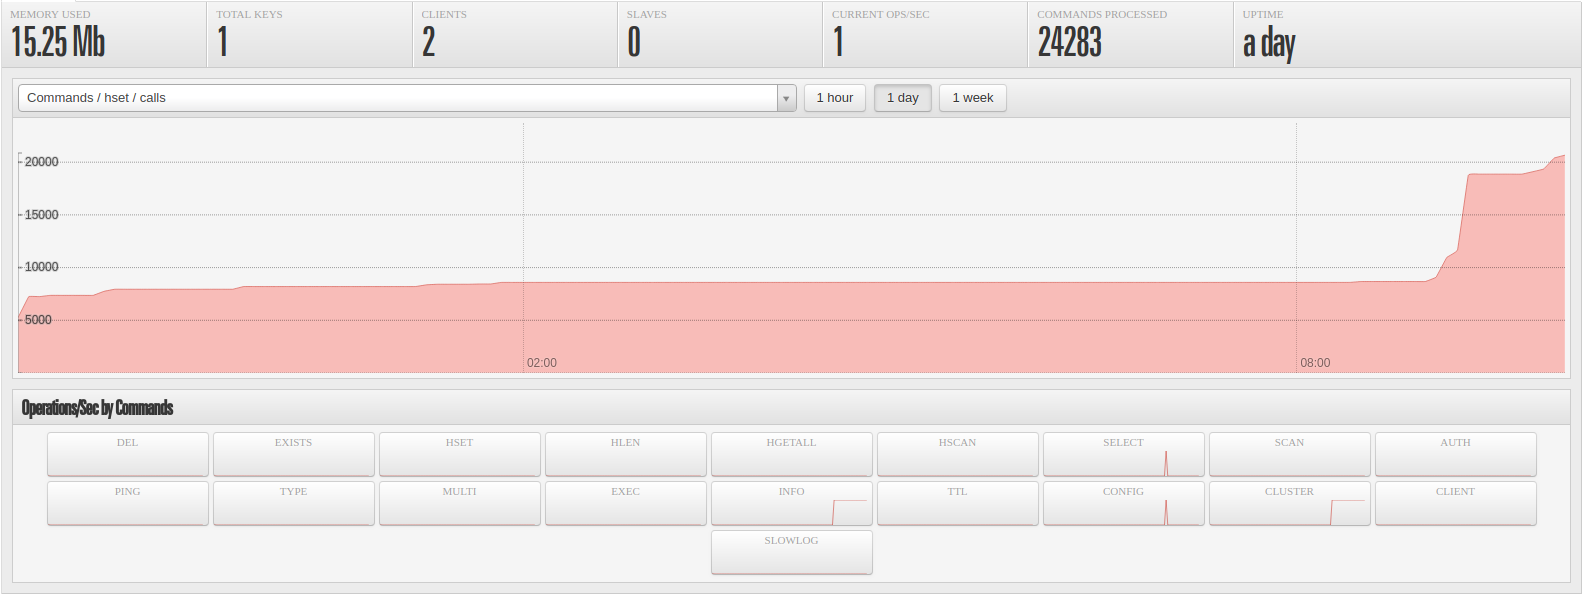 MEMORY USED TOTAL KEYS CLIENTS SLAVES CURRENT OPS/SEC COMMANDS PROCESSED UPTIME
15.25 Mb 1 2 0 1 24283 a day
Commands / hset / calls 1 hour 1 day 1 week
20000
15000
10000
5000
02:00 08:00
Operations/Sec by Commands
DEL EXISTS HSET HLEN HGETALL HSCAN SELECT SCAN AUTH
PING TYPE MULTI EXEC INFO TTL CONFIG CLUSTER CLIENT
SLOWLOG